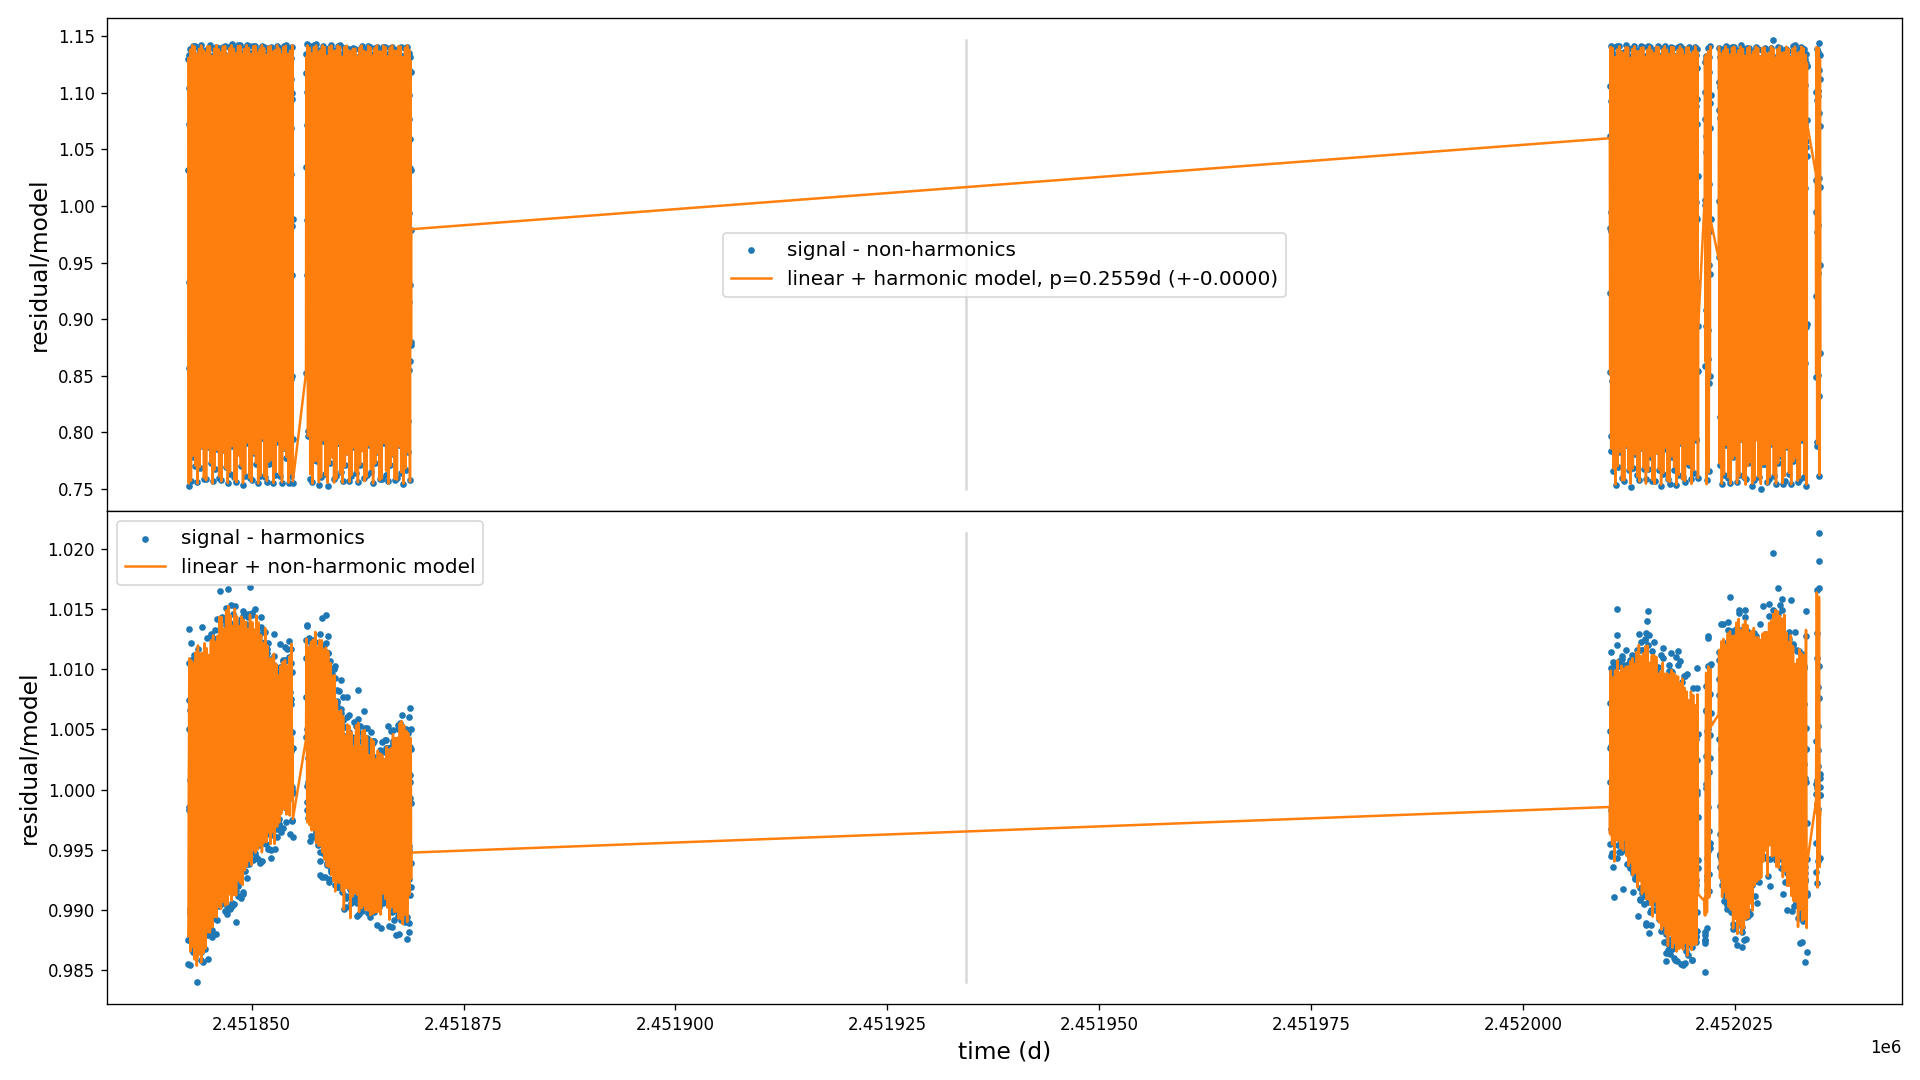 1.15
1.10
1.05
1.00
0.95
0.90
0.85
0.80
0.75
residual/model
signal - non-harmonics
linear + harmonic model, p=0.2559d (+-0.0000)
signal - harmonics
linear + non-harmonic model
1.020
1.015
1.010
1.005
1.000
0.995
0.990
0.985
residual/model
2.451850 2.451875 2.451900 2.451925 2.451950 2.451975 2.452000 2.452025
1e6
time (d)